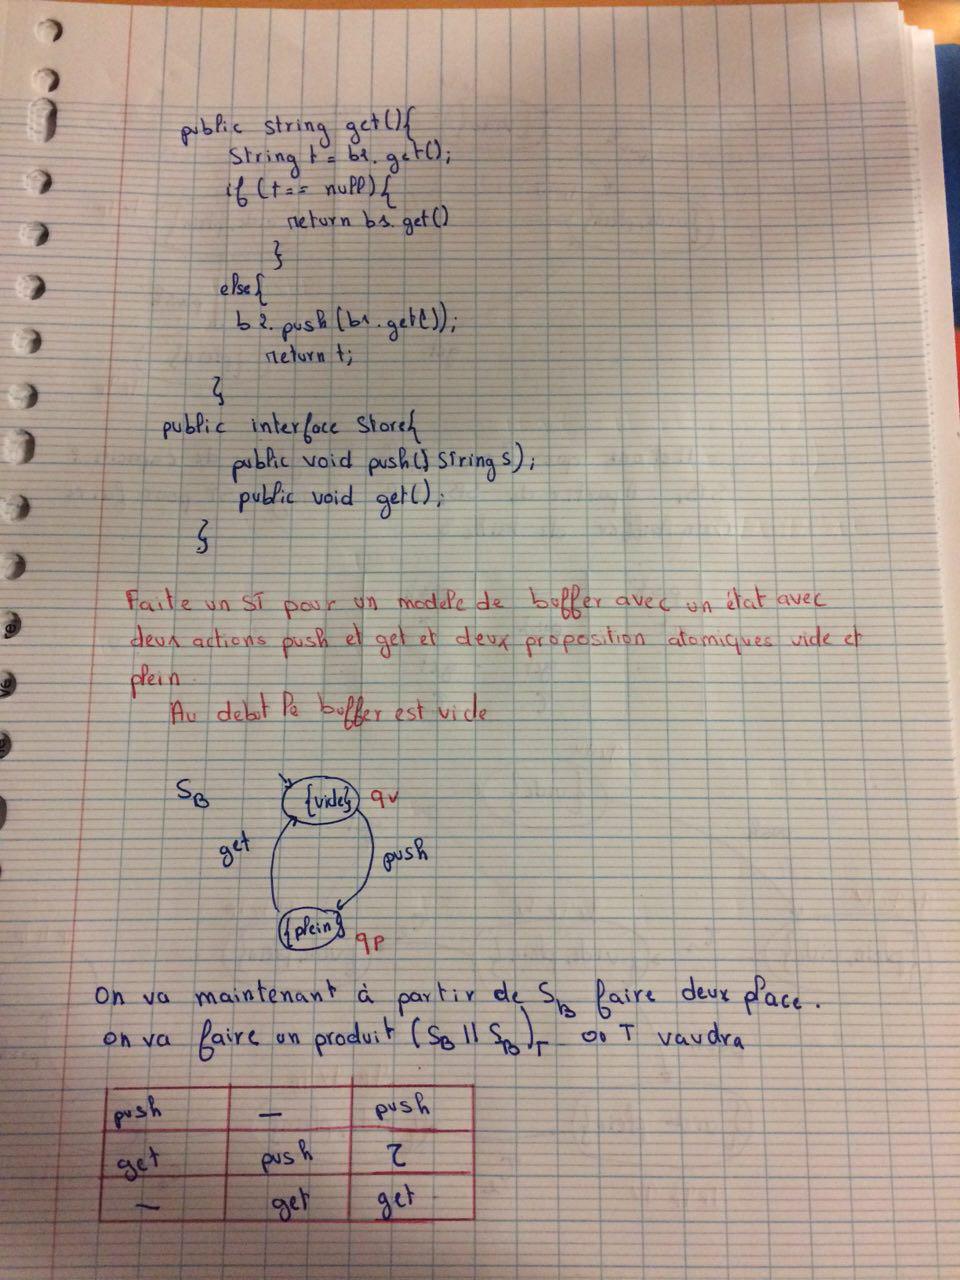 public string get(){
String t = b2. get();
if (t == null){
return b1. get()
}
else{
b2. push (b1. get());
return t;
}
public interface Store{
public void push() String s);
public void get();
}
Faite un ST pour un modele de buffer avec un état avec
deux actions push et get et deux proposition atomiques vide et
plein.
Au debut le buffer est vide
S_B
{vide} qv
get push
{plein} qp
On va maintenant à partir de S_B faire deux place.
on va faire un produit (S_B || S_B)_T où T vaudra
push — push
get push τ
— get get